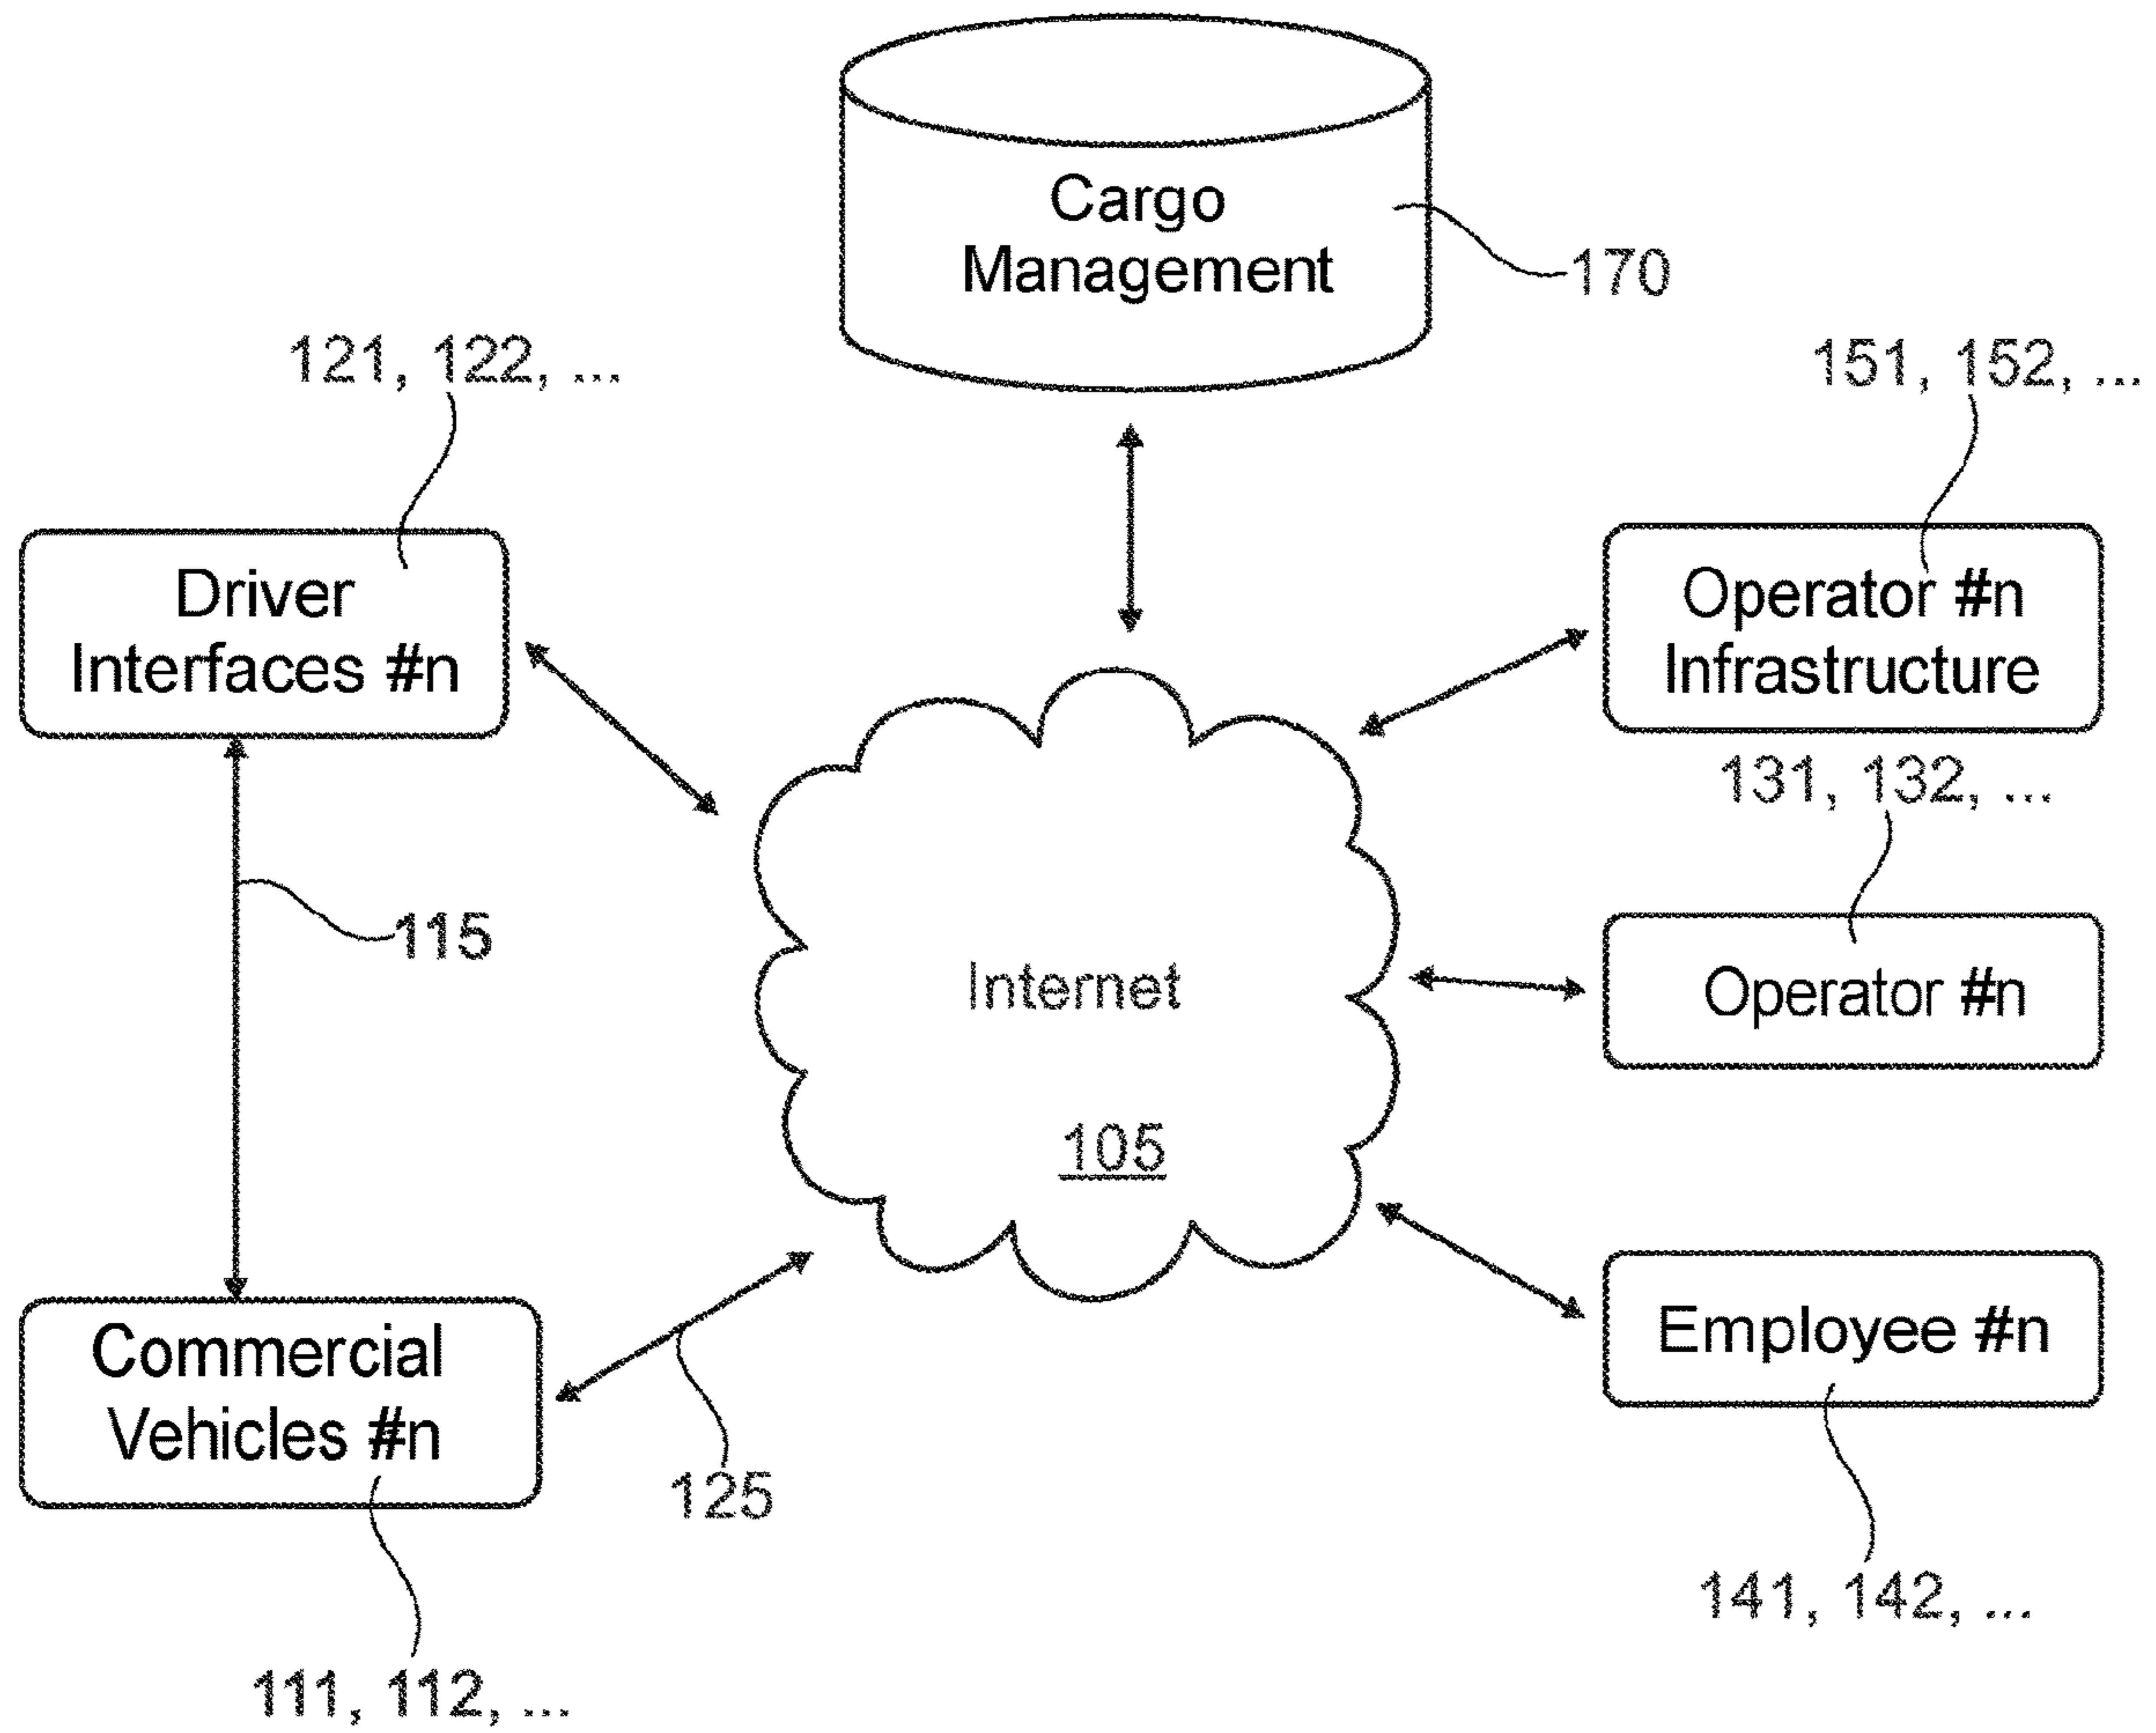 Cargo
Management
170
121, 122, ...
151, 152, ...
Driver
Interfaces #n
Operator #n
Infrastructure
131, 132, ...
115
Internet
Operator #n
105
Commercial
Vehicles #n
Employee #n
125
141, 142, ...
111, 112, ...